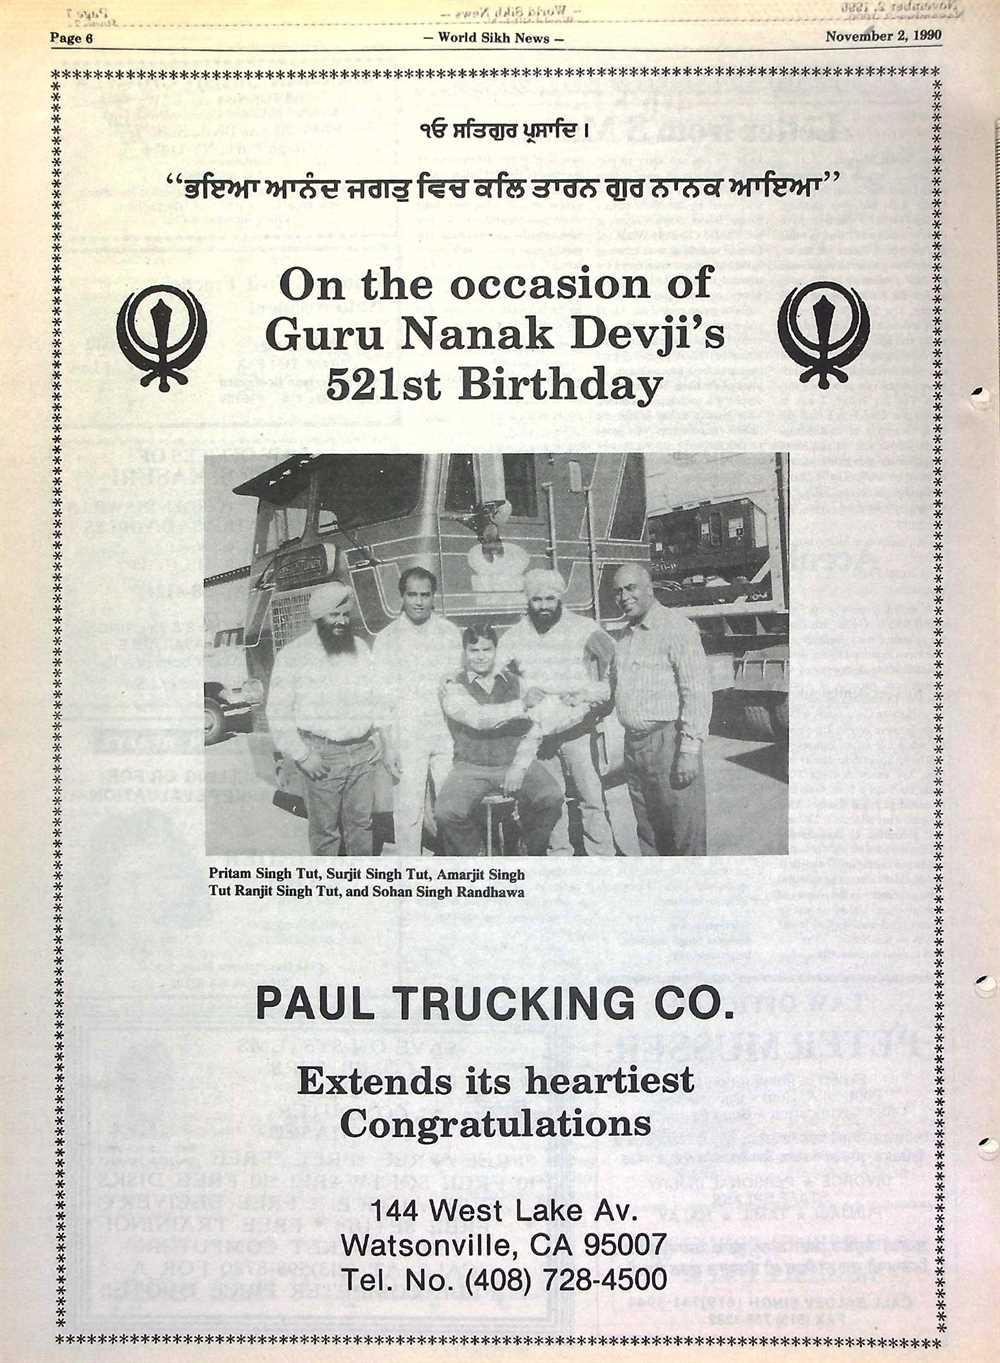 Page 6
– World Sikh News –
November 2, 1990
ੴ ਸਤਿਗੁਰ ਪ੍ਰਸਾਦਿ।
“ਭਇਆ ਆਨੰਦ ਜਗਤੁ ਵਿਚ ਕਲਿ ਤਾਰਨ ਗੁਰ ਨਾਨਕ ਆਇਆ”
On the occasion of
Guru Nanak Devji’s
521st Birthday
Pritam Singh Tut, Surjit Singh Tut, Amarjit Singh
Tut Ranjit Singh Tut, and Sohan Singh Randhawa
PAUL TRUCKING CO.
Extends its heartiest
Congratulations
144 West Lake Av.
Watsonville, CA 95007
Tel. No. (408) 728-4500